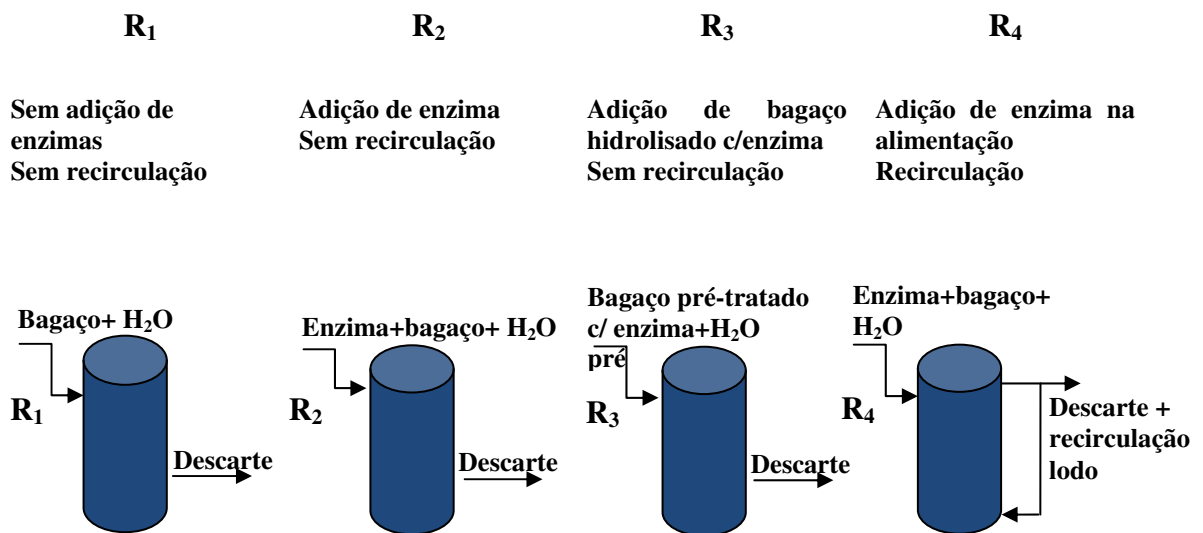 R₁
R₂
R₃
R₄
Sem adição de
enzimas
Sem recirculação
Adição de enzima
Sem recirculação
Adição de bagaço
hidrolisado c/enzima
Sem recirculação
Adição de enzima na
alimentação
Recirculação
Bagaço+ H₂O
R₁
Descarte
Enzima+bagaço+ H₂O
R₂
Descarte
Bagaço pré-tratado
c/ enzima+H₂O
pré
R₃
Descarte
Enzima+bagaço+
H₂O
R₄
Descarte +
recirculação
lodo